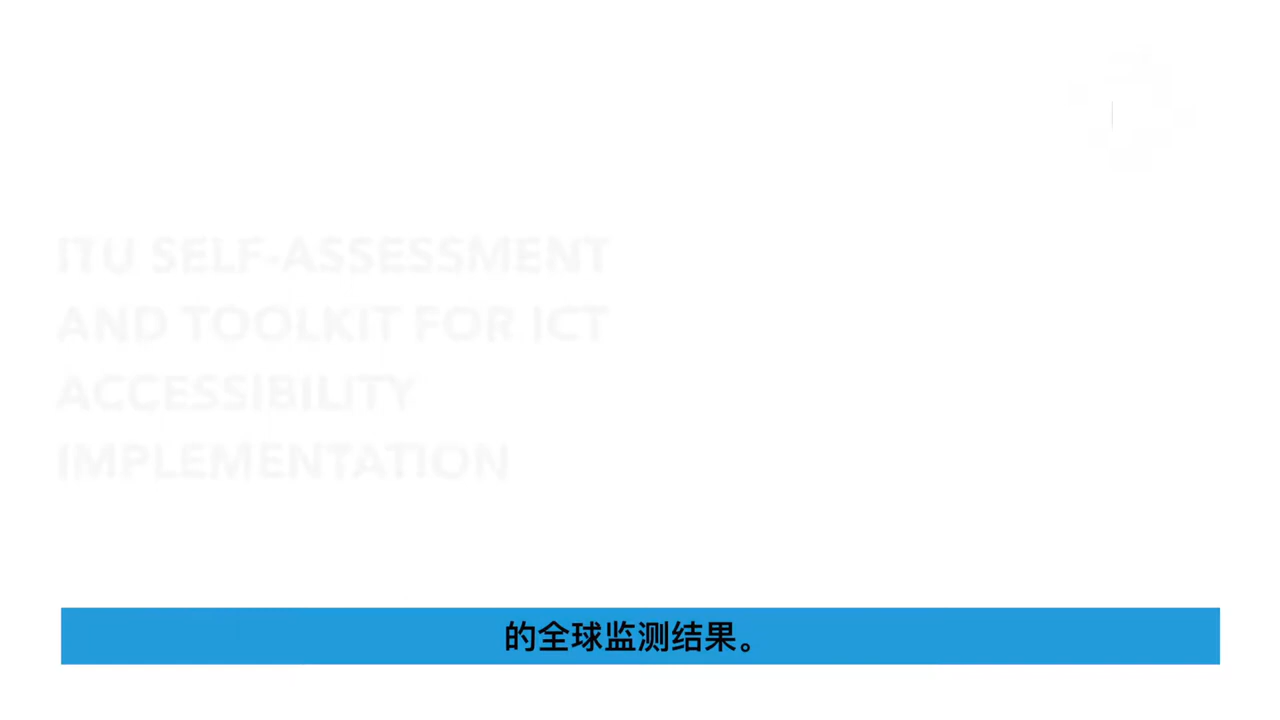 ITU SELF-ASSESSMENT
AND TOOLKIT FOR ICT
ACCESSIBILITY
IMPLEMENTATION
的全球监测结果。